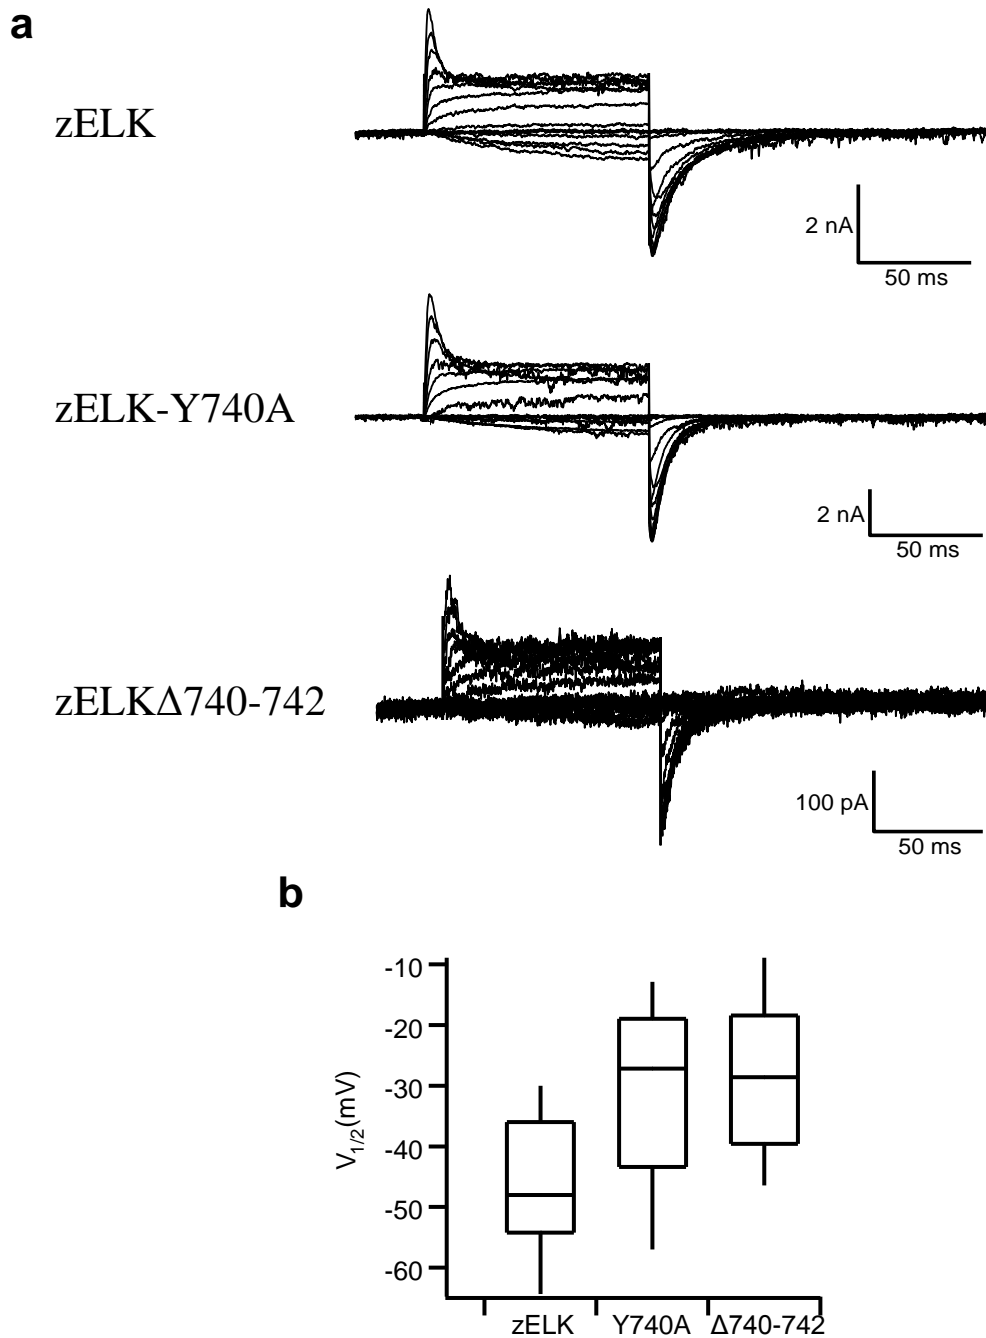 a
zELK
2 nA
50 ms
zELK-Y740A
2 nA
50 ms
zELKΔ740-742
100 pA
50 ms
b
-10
-20
-30
-40
-50
-60
V1/2(mV)
zELK Y740A Δ740-742